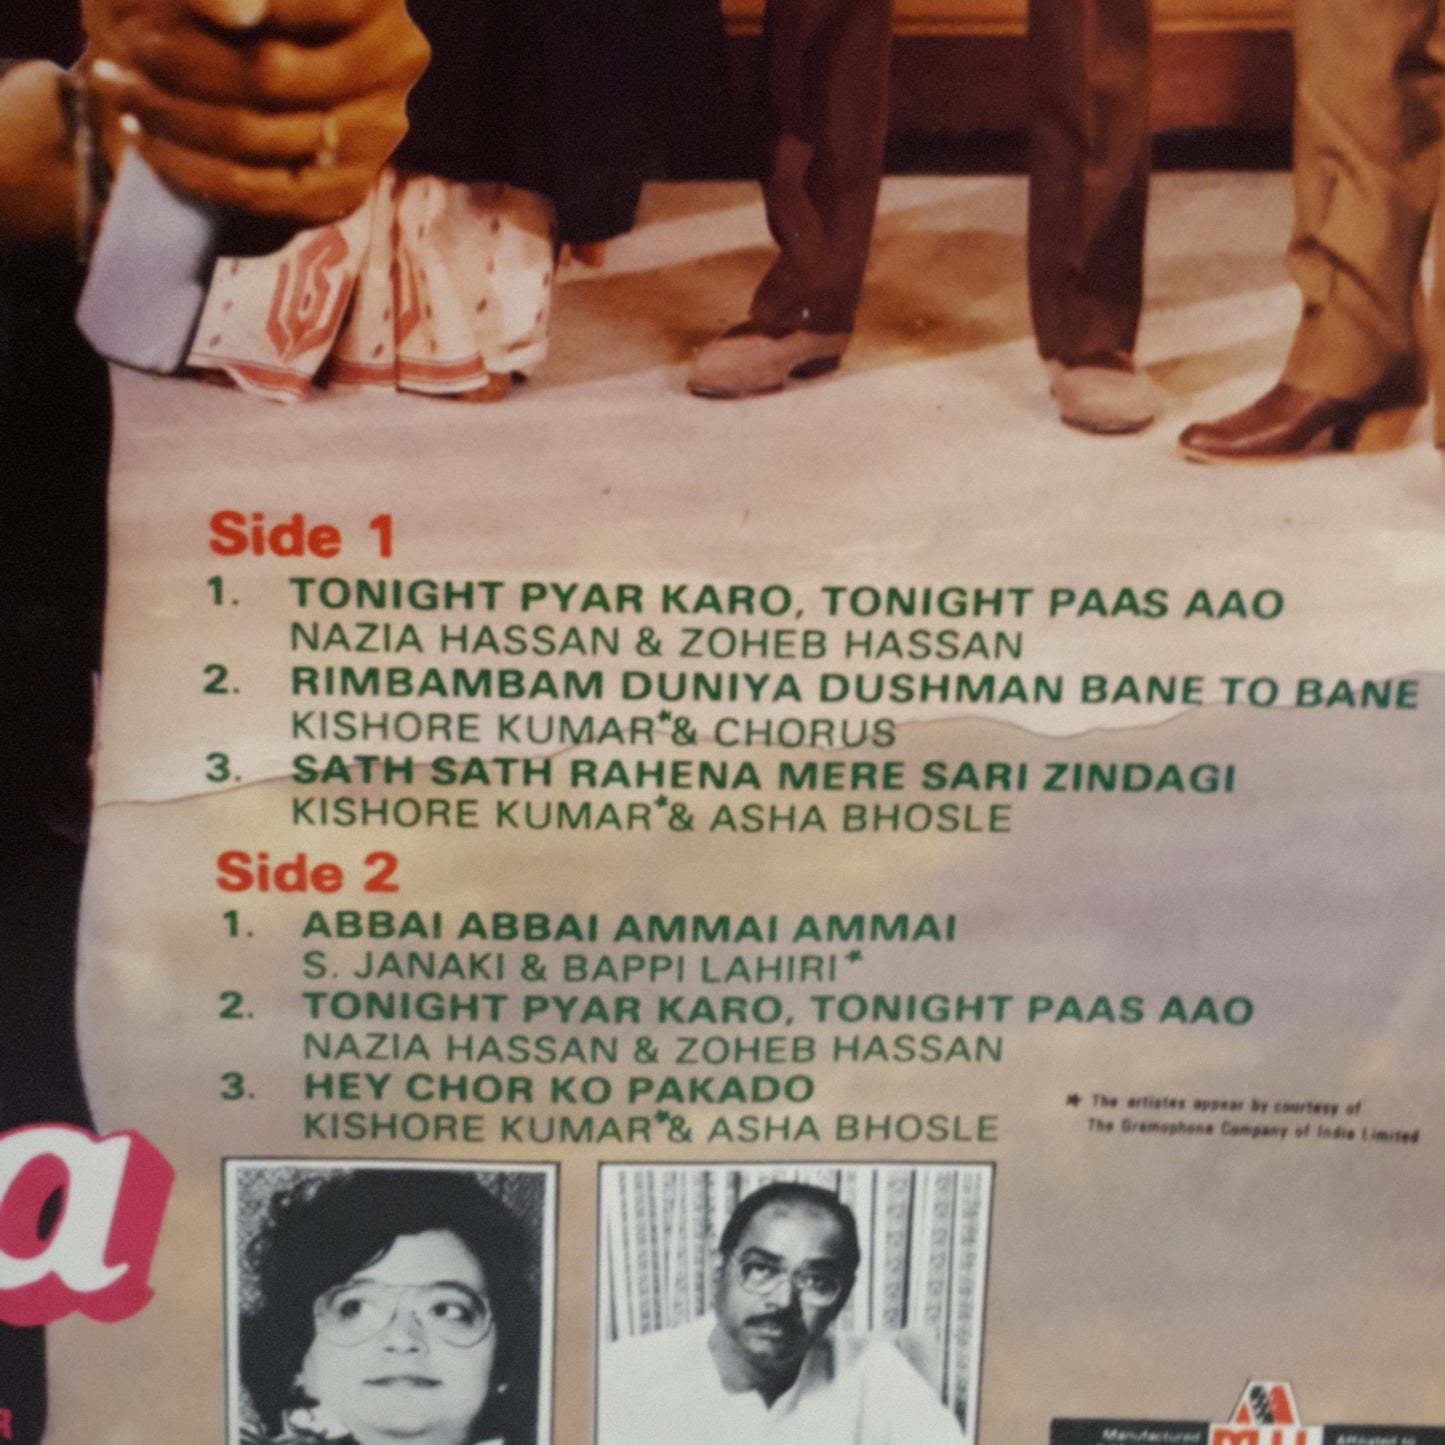 Side 1
1. TONIGHT PYAR KARO, TONIGHT PAAS AAO
NAZIA HASSAN & ZOHEB HASSAN
2. RIMBAMBAM DUNIYA DUSHMAN BANE TO BANE
KISHORE KUMAR*& CHORUS
3. SATH SATH RAHENA MERE SARI ZINDAGI
KISHORE KUMAR*& ASHA BHOSLE
Side 2
1. ABBAI ABBAI AMMAI AMMAI
S. JANAKI & BAPPI LAHIRI*
2. TONIGHT PYAR KARO, TONIGHT PAAS AAO
NAZIA HASSAN & ZOHEB HASSAN
3. HEY CHOR KO PAKADO
KISHORE KUMAR*& ASHA BHOSLE
* The artistes appear by courtesy of
The Gramophone Company of India Limited
a
R
Manufactured
Affiliated to